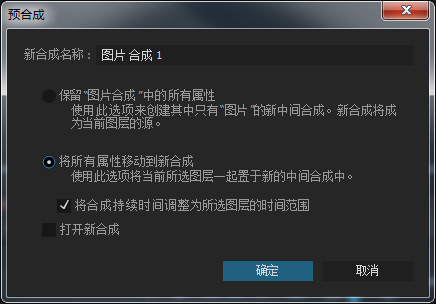 预合成
新合成名称：图片 合成 1
保留“图片合成”中的所有属性
使用此选项来创建其中只有“图片”的新中间合成。新合成将成
为当前图层的源。
将所有属性移动到新合成
使用此选项将当前所选图层一起置于新的中间合成中。
将合成持续时间调整为所选图层的时间范围
打开新合成
确定
取消